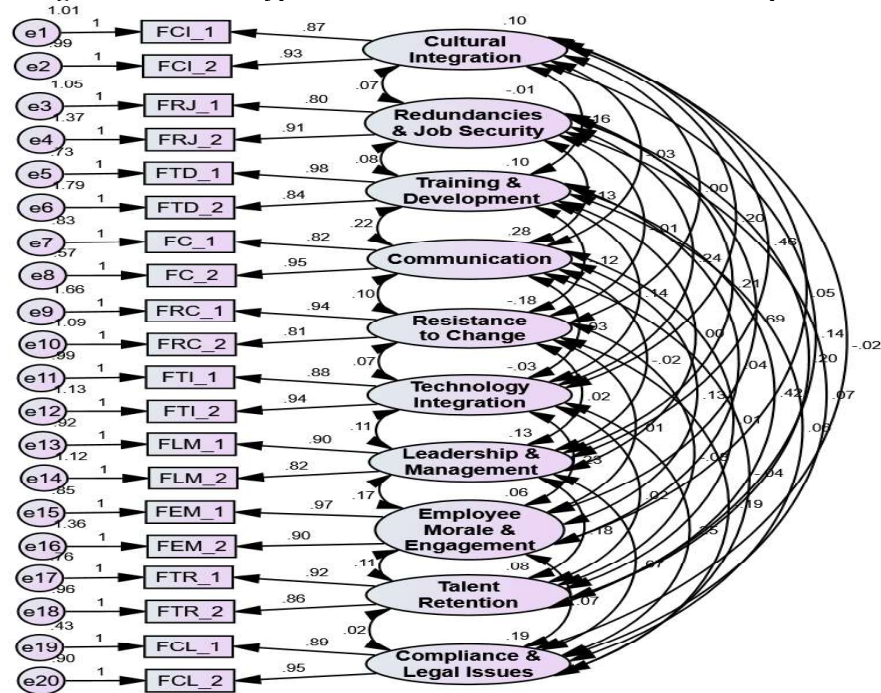 1.01
e1 1 FCI_1 .87 Cultural Integration .10
.99
e2 1 FCI_2 .93
.07 -.01
1.05
e3 1 FRJ_1 .80 Redundancies & Job Security .16
1.37
e4 1 FRJ_2 .91 -.03
.73 .08 .10
e5 1 FTD_1 .98 Training & Development .13 .00
1.79
e6 1 FTD_2 .84 .20
.83 .22 .28 .01 .46
e7 1 FC_1 .82 Communication .12 .24
.57
e8 1 FC_2 .95 .14 .21 .05
1.66 .10 -.18
e9 1 FRC_1 .94 Resistance to Change .93 .00 .69 .14
1.09
e10 1 FRC_2 .81 -.02 .04 .20 -.02
.99 .07 -.03
e11 1 FTI_1 .88 Technology Integration .02 .13 .42 .07
1.13
e12 1 FTI_2 .94 .01 .01 .06
.92 .11 .13
e13 1 FLM_1 .90 Leadership & Management .23
1.12
e14 1 FLM_2 .82 .02 -.04
.85 .17 .06 .19
e15 1 FEM_1 .97 Employee Morale & Engagement .18
1.36
e16 1 FEM_2 .90
.76 .11 .08
e17 1 FTR_1 .92 Talent Retention .07
.96
e18 1 FTR_2 .86
.43 .02 .19
e19 1 FCL_1 .89 Compliance & Legal Issues
.90
e20 1 FCL_2 .95